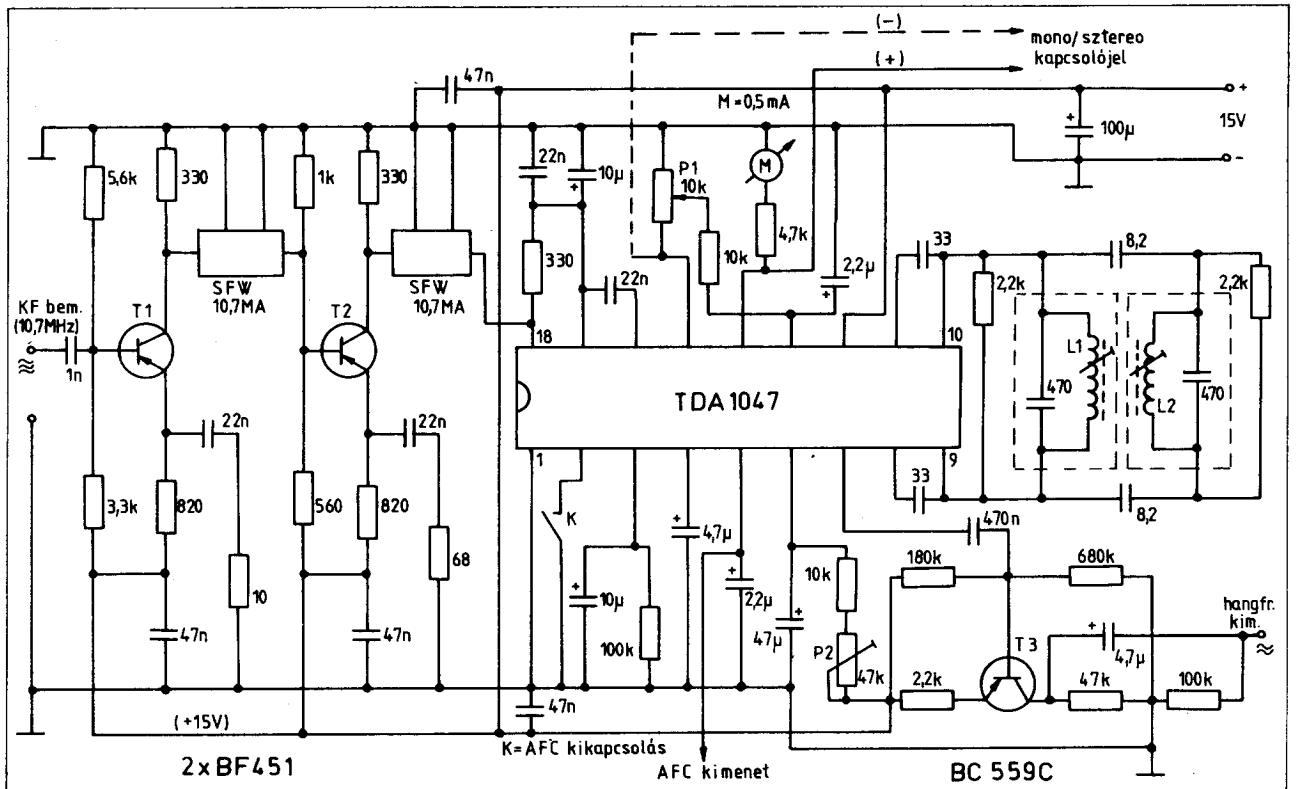 (-)
mono/sztereo
kapcsolójel
(+)
47n
M=0,5mA
+
+
15V
100µ
-
5,6k
330
1k
330
22n
10µ
+
P1
10k
M
4,7k
10k
330
22n
2,2µ
+
33
8,2
2,2k
2,2k
SFW
10,7MA
SFW
10,7MA
KF bem.
(10,7MHz)
T1
T2
1n
18
10
L1
L2
470
470
TDA1047
22n
22n
1
9
33
8,2
3,3k
820
560
820
K
+
4,7µ
470n
68
10
180k
680k
10k
+
10µ
+
2,2µ
+
47µ
hangfr.
kim.
47n
47n
100k
P2
47k
T3
+
4,7µ
2,2k
47k
100k
47n
(+15V)
K=AFC kikapcsolás
2xBF451
AFC kimenet
BC 559C